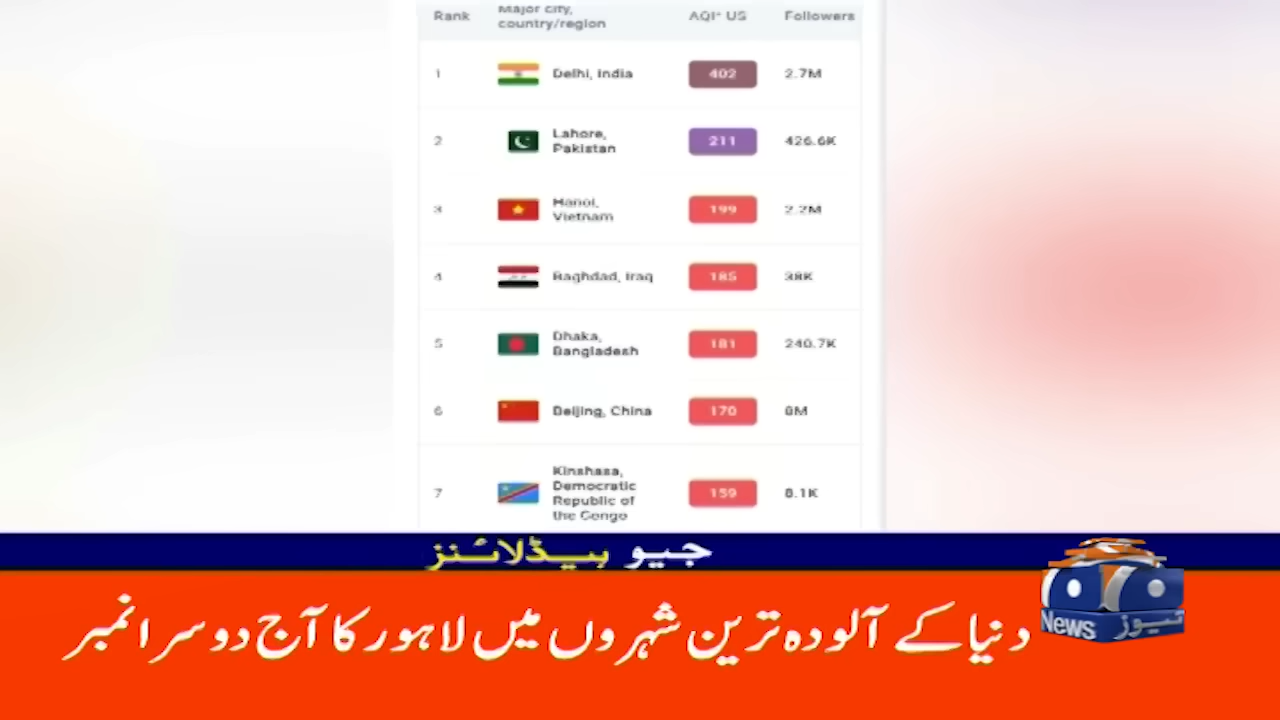 Rank Major city, country/region AQI* US Followers
1 Delhi, India 402 2.7M
2 Lahore, Pakistan 211 426.6K
3 Hanoi, Vietnam 199 2.2M
4 Baghdad, Iraq 185 38K
5 Dhaka, Bangladesh 181 240.7K
6 Beijing, China 170 8M
7 Kinshasa, Democratic Republic of the Congo 159 8.1K
جیو ہیڈلائنز
دنیا کے آلودہ ترین شہروں میں لاہور کا آج دوسرا نمبر
News نیوز